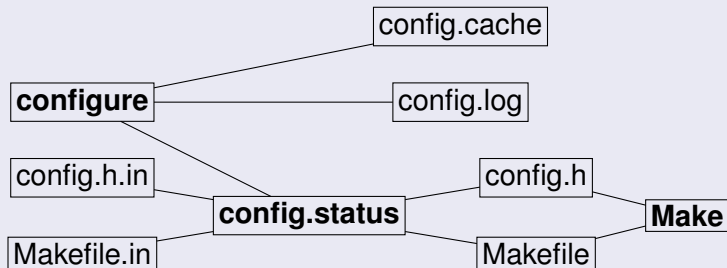 config.cache
configure
config.log
config.h.in
config.h
config.status
Make
Makefile.in
Makefile